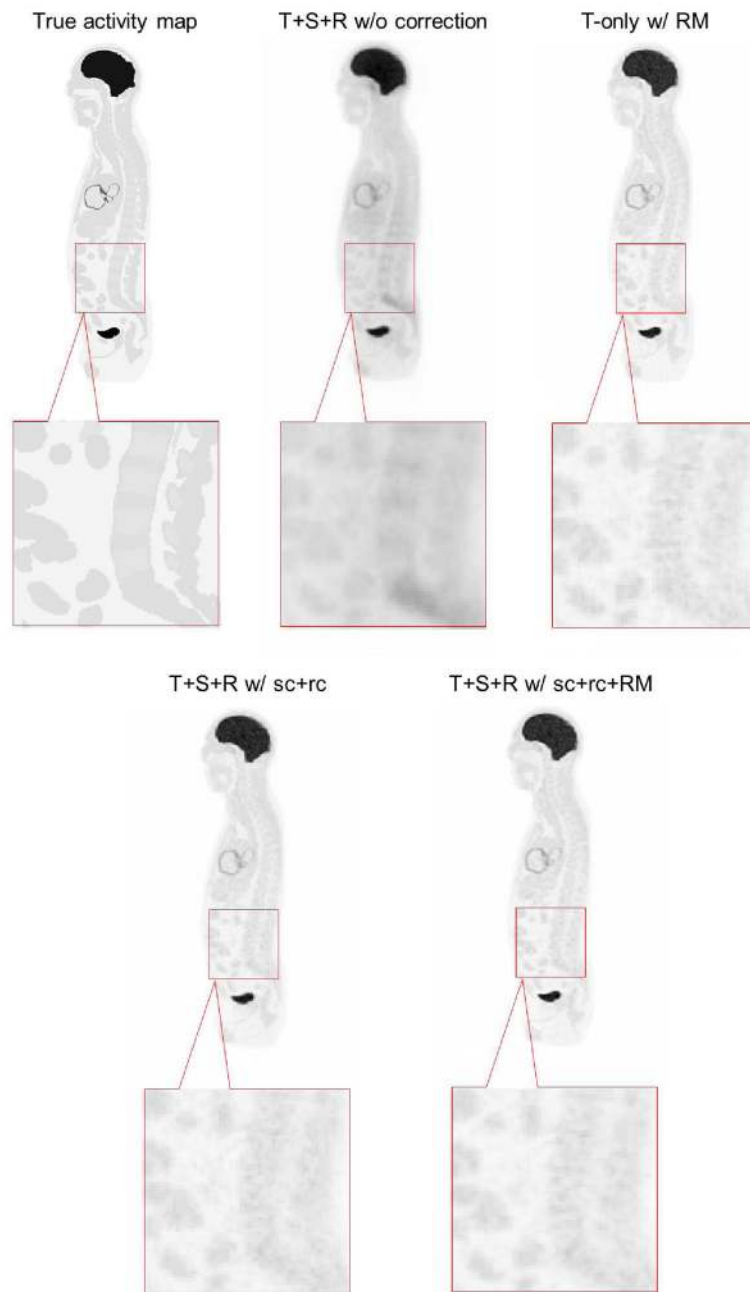 True activity map
T+S+R w/o correction
T-only w/ RM
T+S+R w/ sc+rc
T+S+R w/ sc+rc+RM